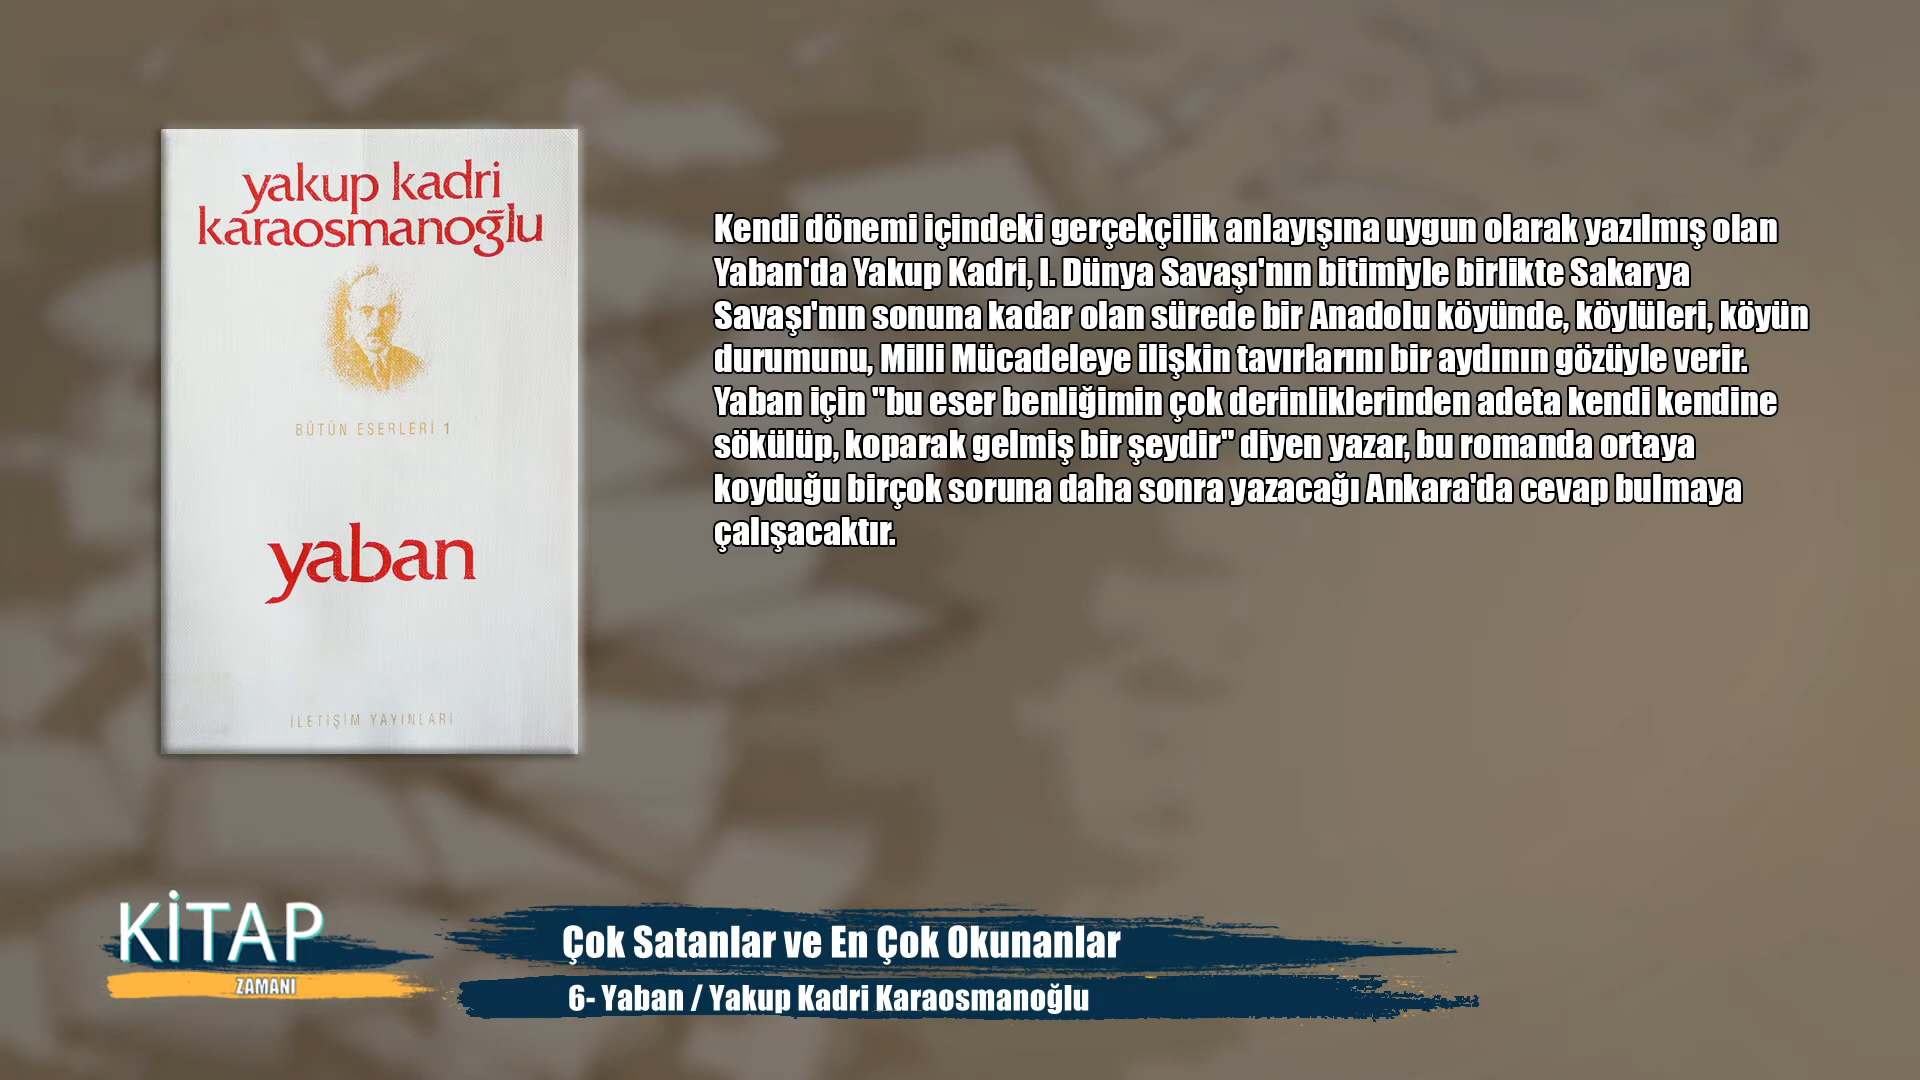 yakup kadri
karaosmanoğlu
BÜTÜN ESERLERİ 1
yaban
İLETİŞİM YAYINLARI
Kendi dönemi içindeki gerçekçilik anlayışına uygun olarak yazılmış olan
Yaban'da Yakup Kadri, I. Dünya Savaşı'nın bitimiyle birlikte Sakarya
Savaşı'nın sonuna kadar olan sürede bir Anadolu köyünde, köylüleri, köyün
durumunu, Milli Mücadeleye ilişkin tavırlarını bir aydının gözüyle verir.
Yaban için "bu eser benliğimin çok derinliklerinden adeta kendi kendine
sökülüp, koparak gelmiş bir şeydir" diyen yazar, bu romanda ortaya
koyduğu birçok soruna daha sonra yazacağı Ankara'da cevap bulmaya
çalışacaktır.
KİTAP
ZAMANI
Çok Satanlar ve En Çok Okunanlar
6- Yaban / Yakup Kadri Karaosmanoğlu